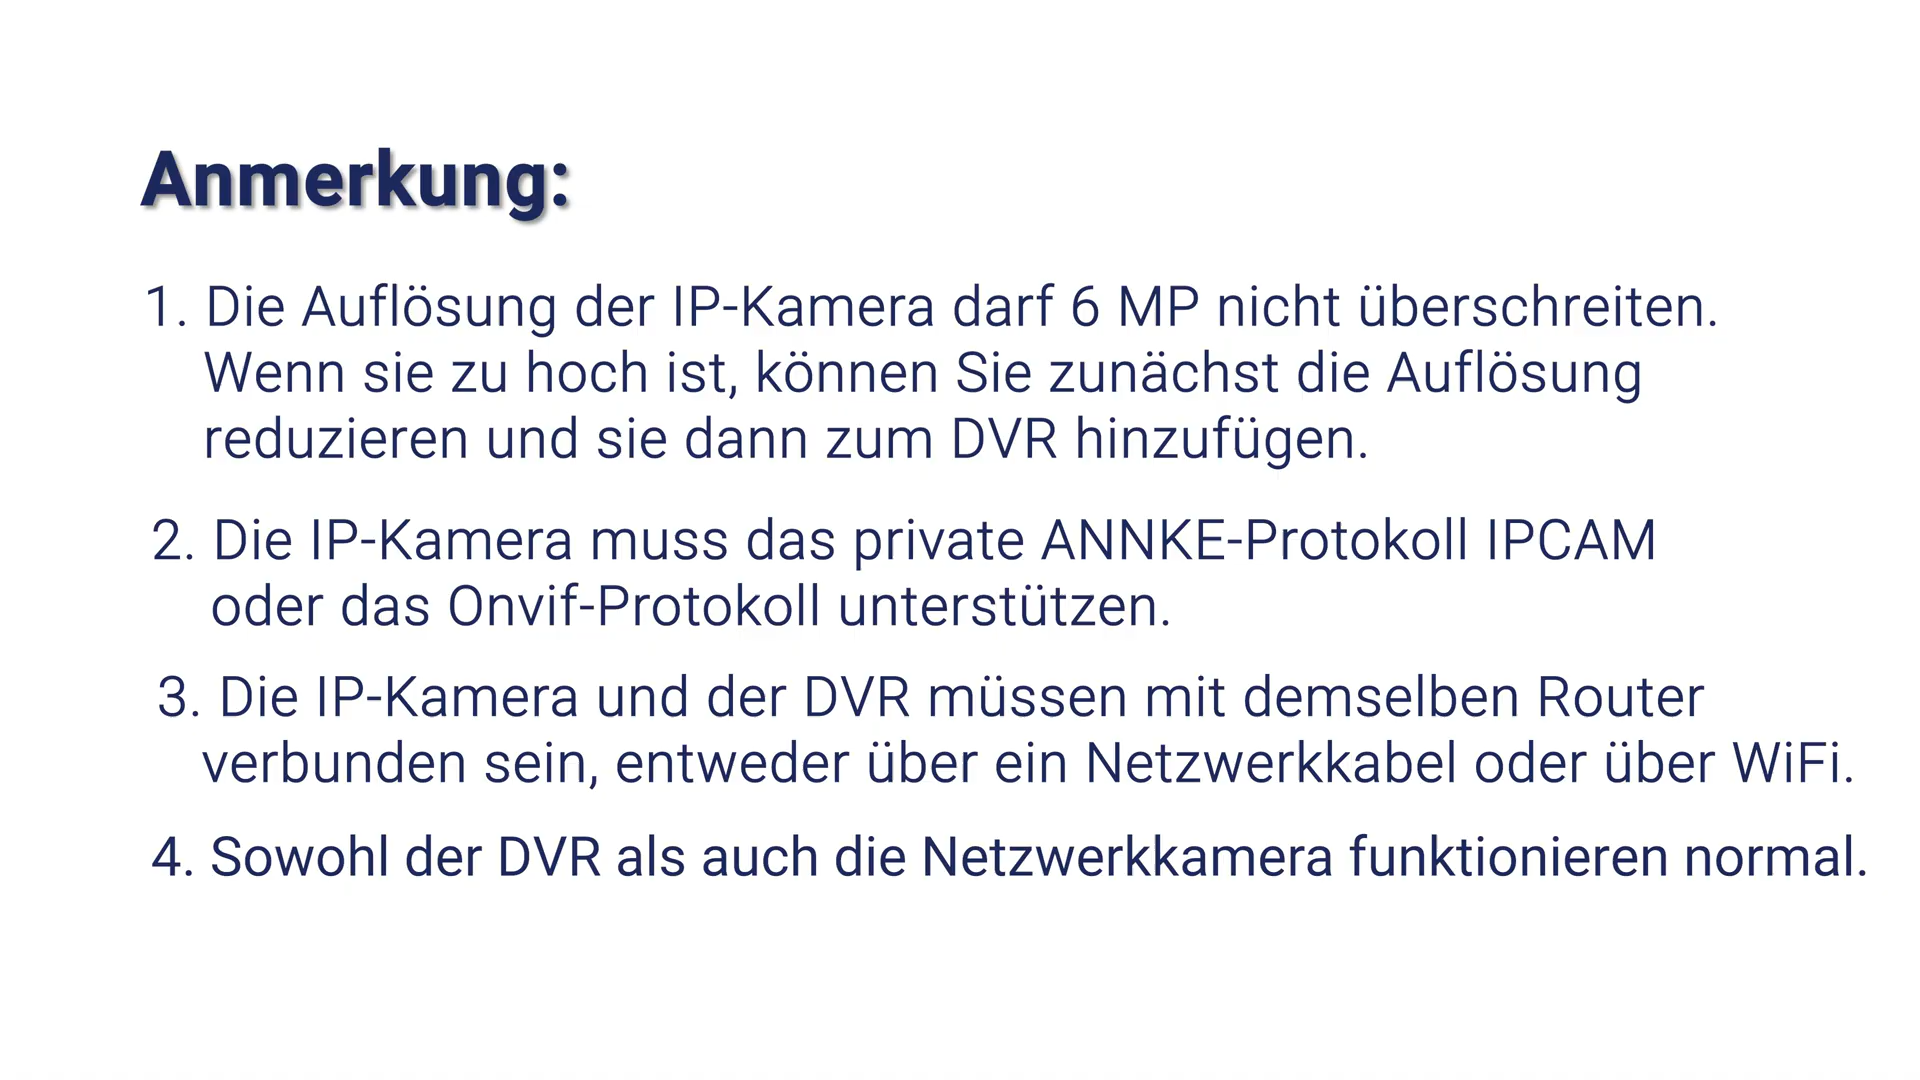 Anmerkung:
1. Die Auflösung der IP-Kamera darf 6 MP nicht überschreiten.
Wenn sie zu hoch ist, können Sie zunächst die Auflösung
reduzieren und sie dann zum DVR hinzufügen.
2. Die IP-Kamera muss das private ANNKE-Protokoll IPCAM
oder das Onvif-Protokoll unterstützen.
3. Die IP-Kamera und der DVR müssen mit demselben Router
verbunden sein, entweder über ein Netzwerkkabel oder über WiFi.
4. Sowohl der DVR als auch die Netzwerkkamera funktionieren normal.